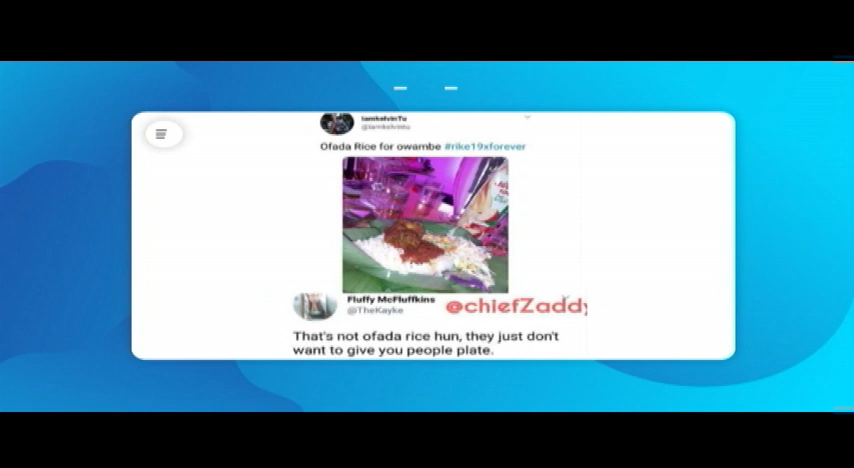 IamkelvinTu
@iamkelvintu
Ofada Rice for owambe #rike19xforever
Fluffy McFluffkins
@TheKayke
@chiefZaddy
That's not ofada rice hun, they just don't
want to give you people plate.